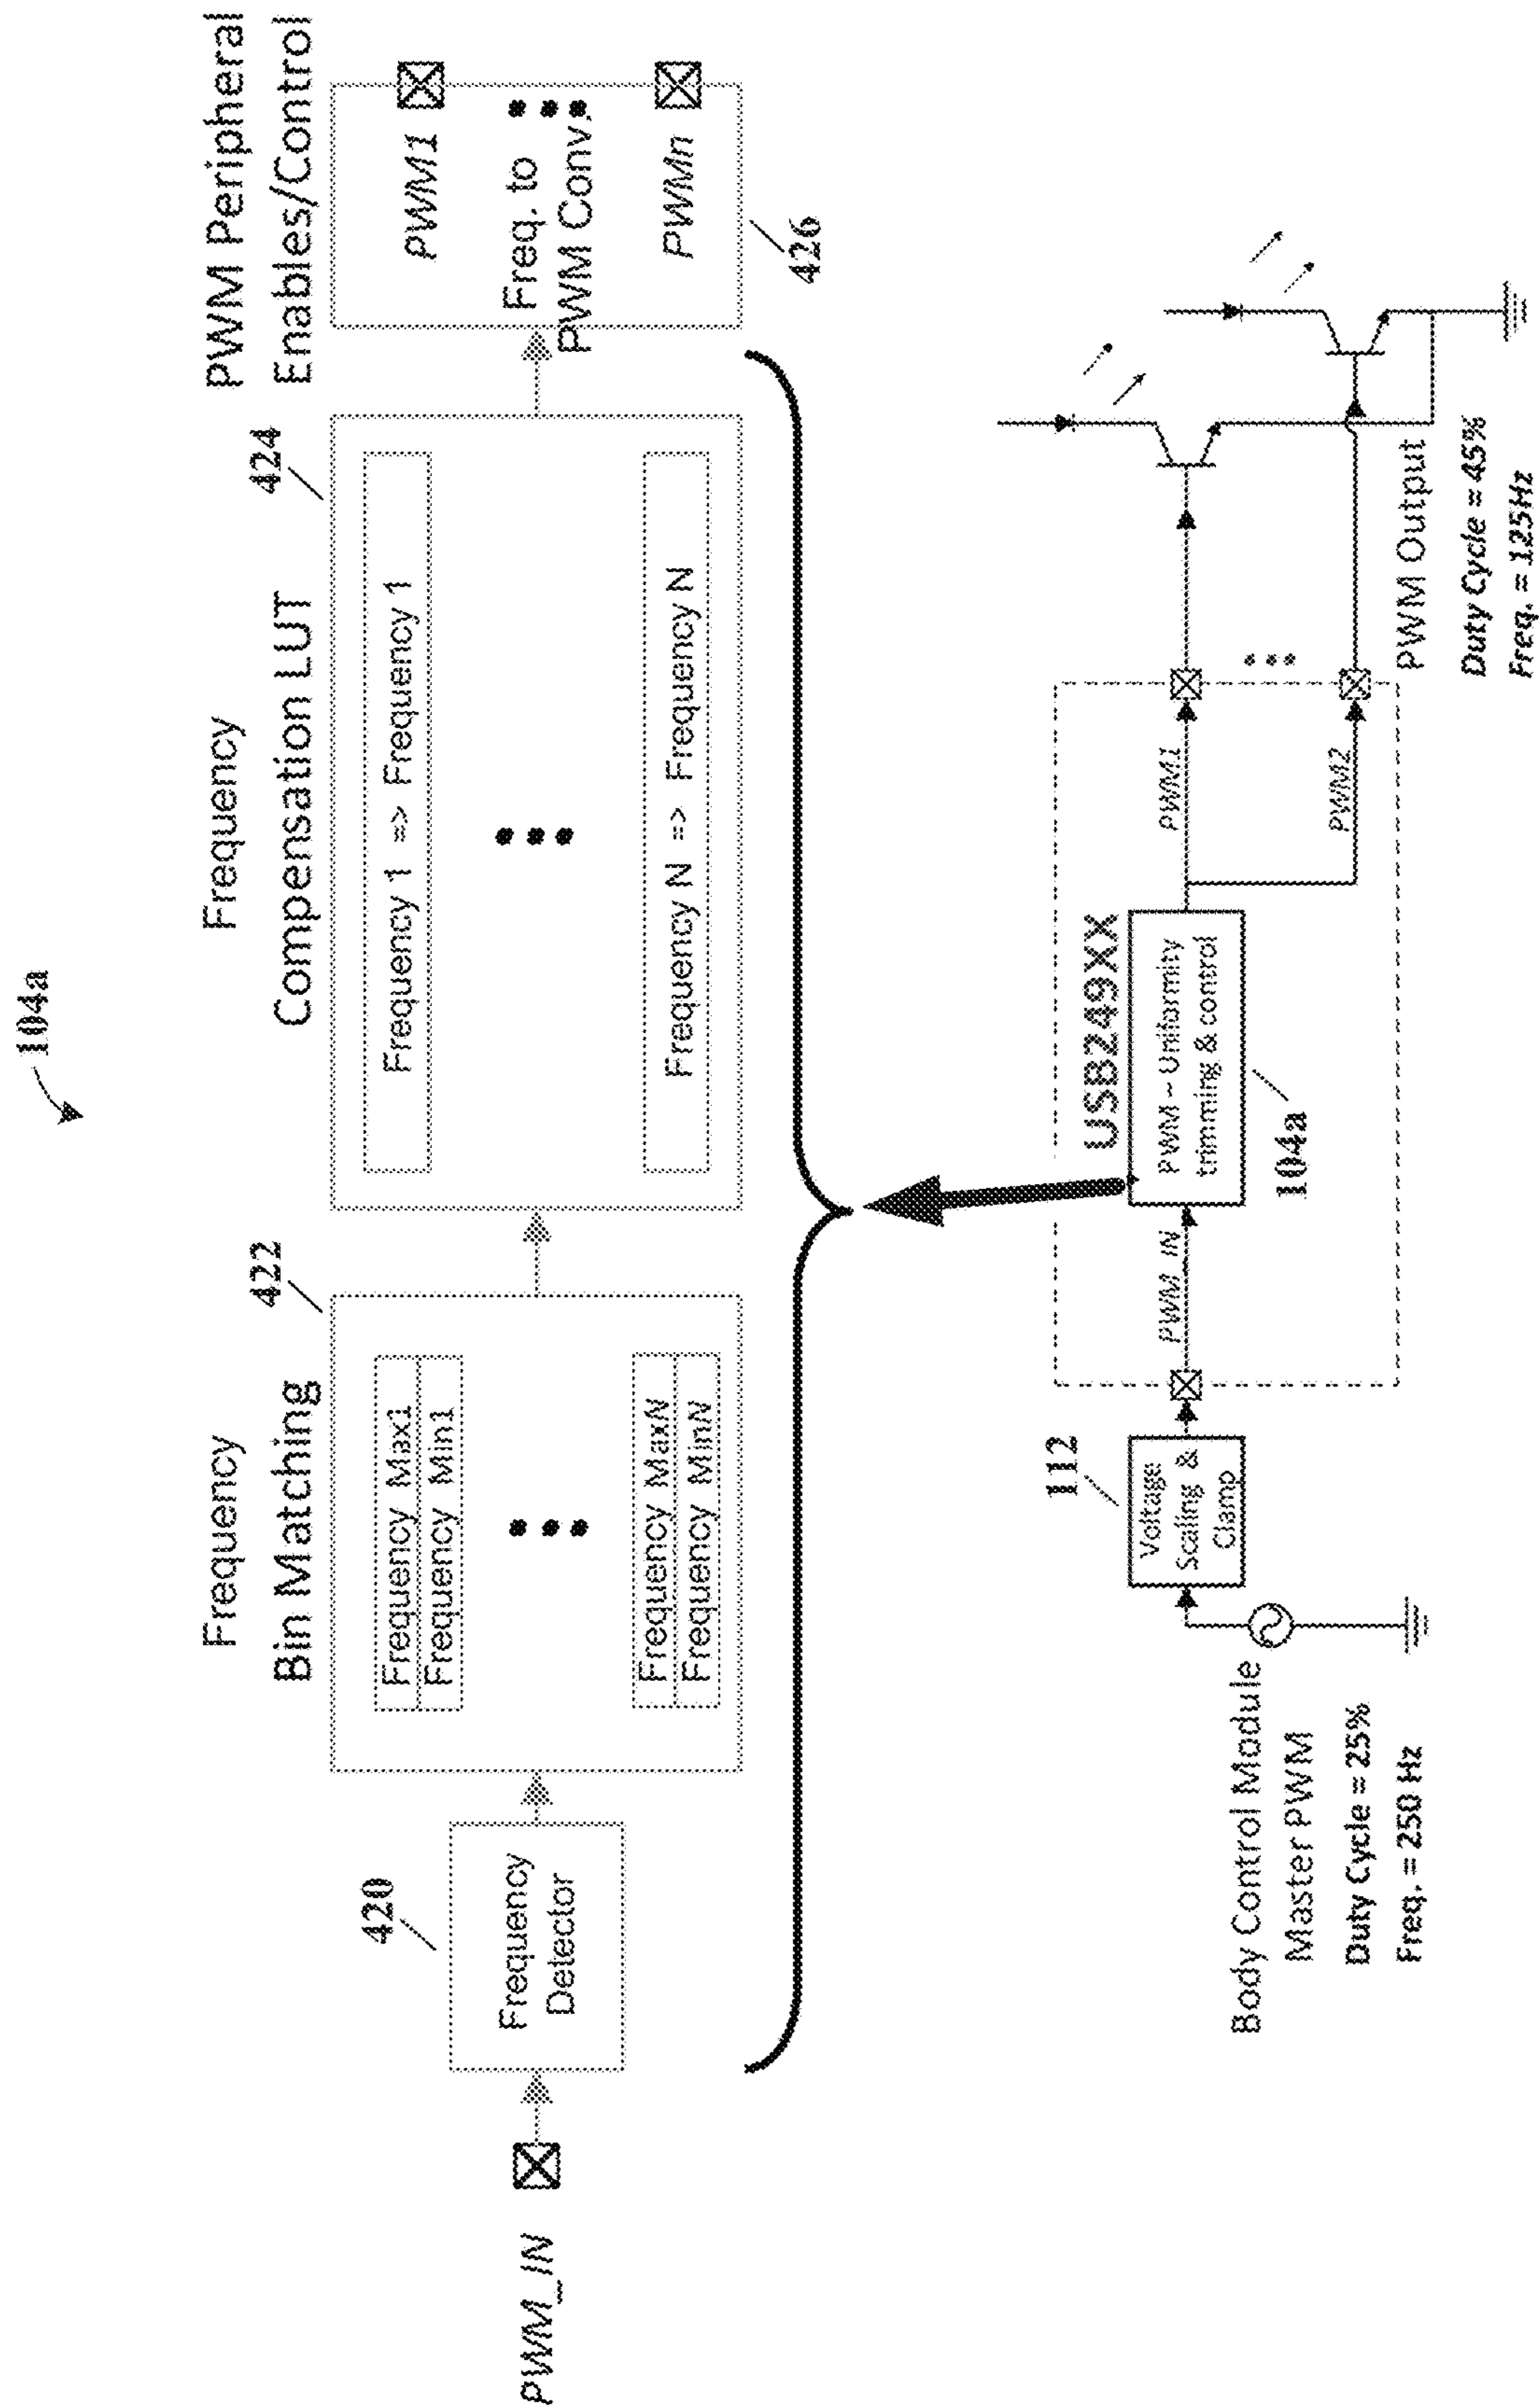 104a
PWM_IN
420
Frequency
Detector
Frequency
Bin Matching
422
Frequency Max1
Frequency Min1
Frequency MaxN
Frequency MinN
Frequency
Compensation LUT
424
Frequency 1 => Frequency 1
Frequency N => Frequency N
PWM Peripheral
Enables/Control
PWM1
Freq. to
PWM Conv.
PWMn
426
Body Control Module
Master PWM
Duty Cycle = 25%
Freq. = 250 Hz
112
Voltage
Scaling &
Clamp
PWM_IN
USB249XX
PWM – Uniformity
trimming & control
104a
PWM1
PWM2
PWM Output
Duty Cycle = 45%
Freq. = 125Hz